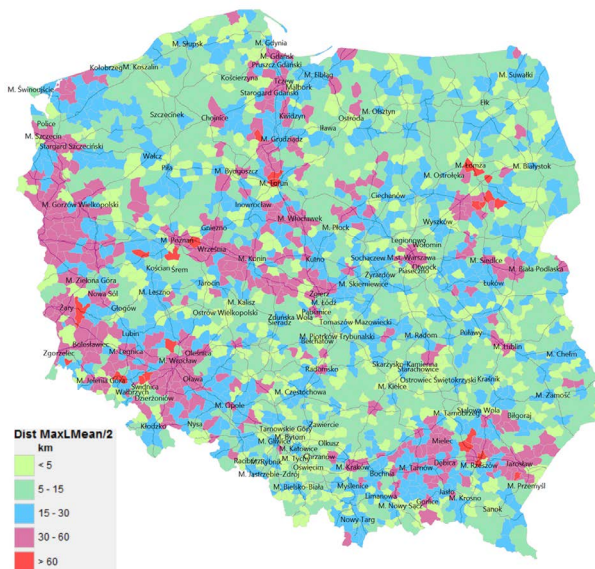 M. Gdynia
M. Słupsk
M. Gdańsk
Kołobrzeg M. Koszalin
Pruszcz Gdański
Kościerzyna Tczew M. Elbląg
M. Suwałki
M. Świnoujście
Malbork
Starogard Gdański
Ełk
Szczecinek
Kwidzyn
M. Olsztyn
Chojnice
Ostróda
Police
Iława
M. Szczecin
M. Grudziądz
Stargard Szczeciński
Wałcz
M. Łomża
Piła
M. Białystok
M. Bydgoszcz
M. Ostrołęka
M. Toruń
Inowrocław
Ciechanów
M. Gorzów Wielkopolski
M. Włocławek
Wyszków
Gniezno
M. Płock
Legionowo
M. Poznań
Września
Wołomin
M. Konin
Kutno
Sochaczew M.st. Warszawa
M. Siedlce
Kościan
Śrem
Otwock
M. Biała Podlaska
M. Zielona Góra
Żyrardów
Piaseczno
Nowa Sól
M. Leszno
Jarocin
Zgierz
M. Skierniewice
Łuków
Żary
M. Kalisz
M. Łódź
Głogów
Ostrów Wielkopolski
Pabianice
Zduńska Wola
Sieradz
Tomaszów Mazowiecki
Lubin
M. Piotrków Trybunalski
M. Radom
Puławy
Bolesławiec
Bełchatów
M. Lublin
Zgorzelec
M. Legnica
Oleśnica
M. Chełm
M. Wrocław
Radomsko
Skarżysko-Kamienna
Starachowice
M. Jelenia Góra
Oława
Ostrowiec Świętokrzyski
Kraśnik
Świdnica
M. Częstochowa
M. Kielce
M. Zamość
Wałbrzych
Dzierżoniów
M. Opole
M. Tarnobrzeg
Stalowa Wola
Zawiercie
Biłgoraj
Kłodzko
Nysa
Tarnowskie Góry
M. Bytom
Olkusz
Mielec
M. Gliwice
M. Katowice
Racibórz
M. Rybnik
M. Tychy
Chrzanów
M. Kraków
Dębica
M. Rzeszów
Jarosław
M. Tarnów
M. Jastrzębie-Zdrój
Oświęcim
Bochnia
M. Przemyśl
M. Bielsko-Biała
Myślenice
Jasło
Limanowa
M. Krosno
Gorlice
M. Nowy Sącz
Sanok
Nowy Targ
Dist MaxLMean/2
km
< 5
5 - 15
15 - 30
30 - 60
> 60